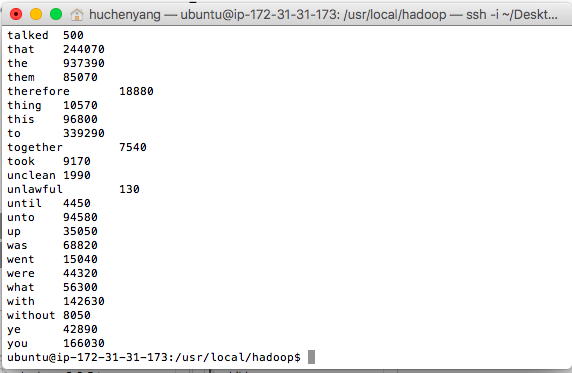 huchenyang — ubuntu@ip-172-31-31-173: /usr/local/hadoop — ssh -i ~/Deskt...
talked 500
that 244070
the 937390
them 85070
therefore 18880
thing 10570
this 96800
to 339290
together 7540
took 9170
unclean 1990
unlawful 130
until 4450
unto 94580
up 35050
was 68820
went 15040
were 44320
what 56300
with 142630
without 8050
ye 42890
you 166030
ubuntu@ip-172-31-31-173:/usr/local/hadoop$